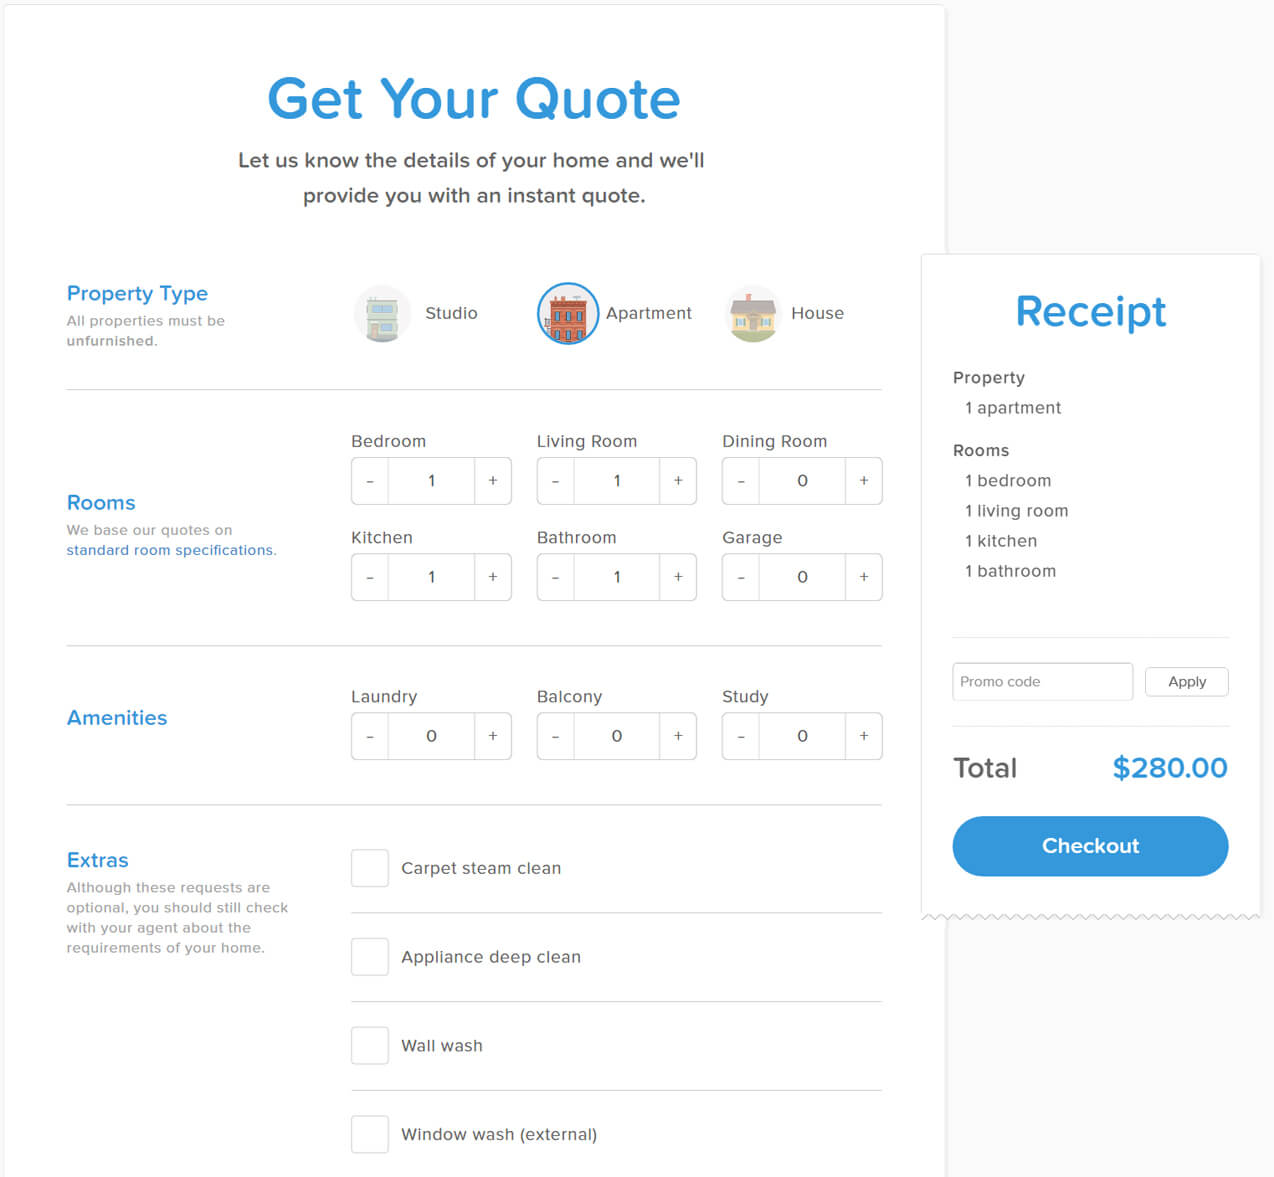 Get Your Quote
Let us know the details of your home and we'll
provide you with an instant quote.
Property Type
All properties must be
unfurnished.
Studio
Apartment
House
Rooms
We base our quotes on
standard room specifications.
Bedroom
- 1 +
Living Room
- 1 +
Dining Room
- 0 +
Kitchen
- 1 +
Bathroom
- 1 +
Garage
- 0 +
Amenities
Laundry
- 0 +
Balcony
- 0 +
Study
- 0 +
Extras
Although these requests are
optional, you should still check
with your agent about the
requirements of your home.
Carpet steam clean
Appliance deep clean
Wall wash
Window wash (external)
Receipt
Property
1 apartment
Rooms
1 bedroom
1 living room
1 kitchen
1 bathroom
Promo code
Apply
Total $280.00
Checkout